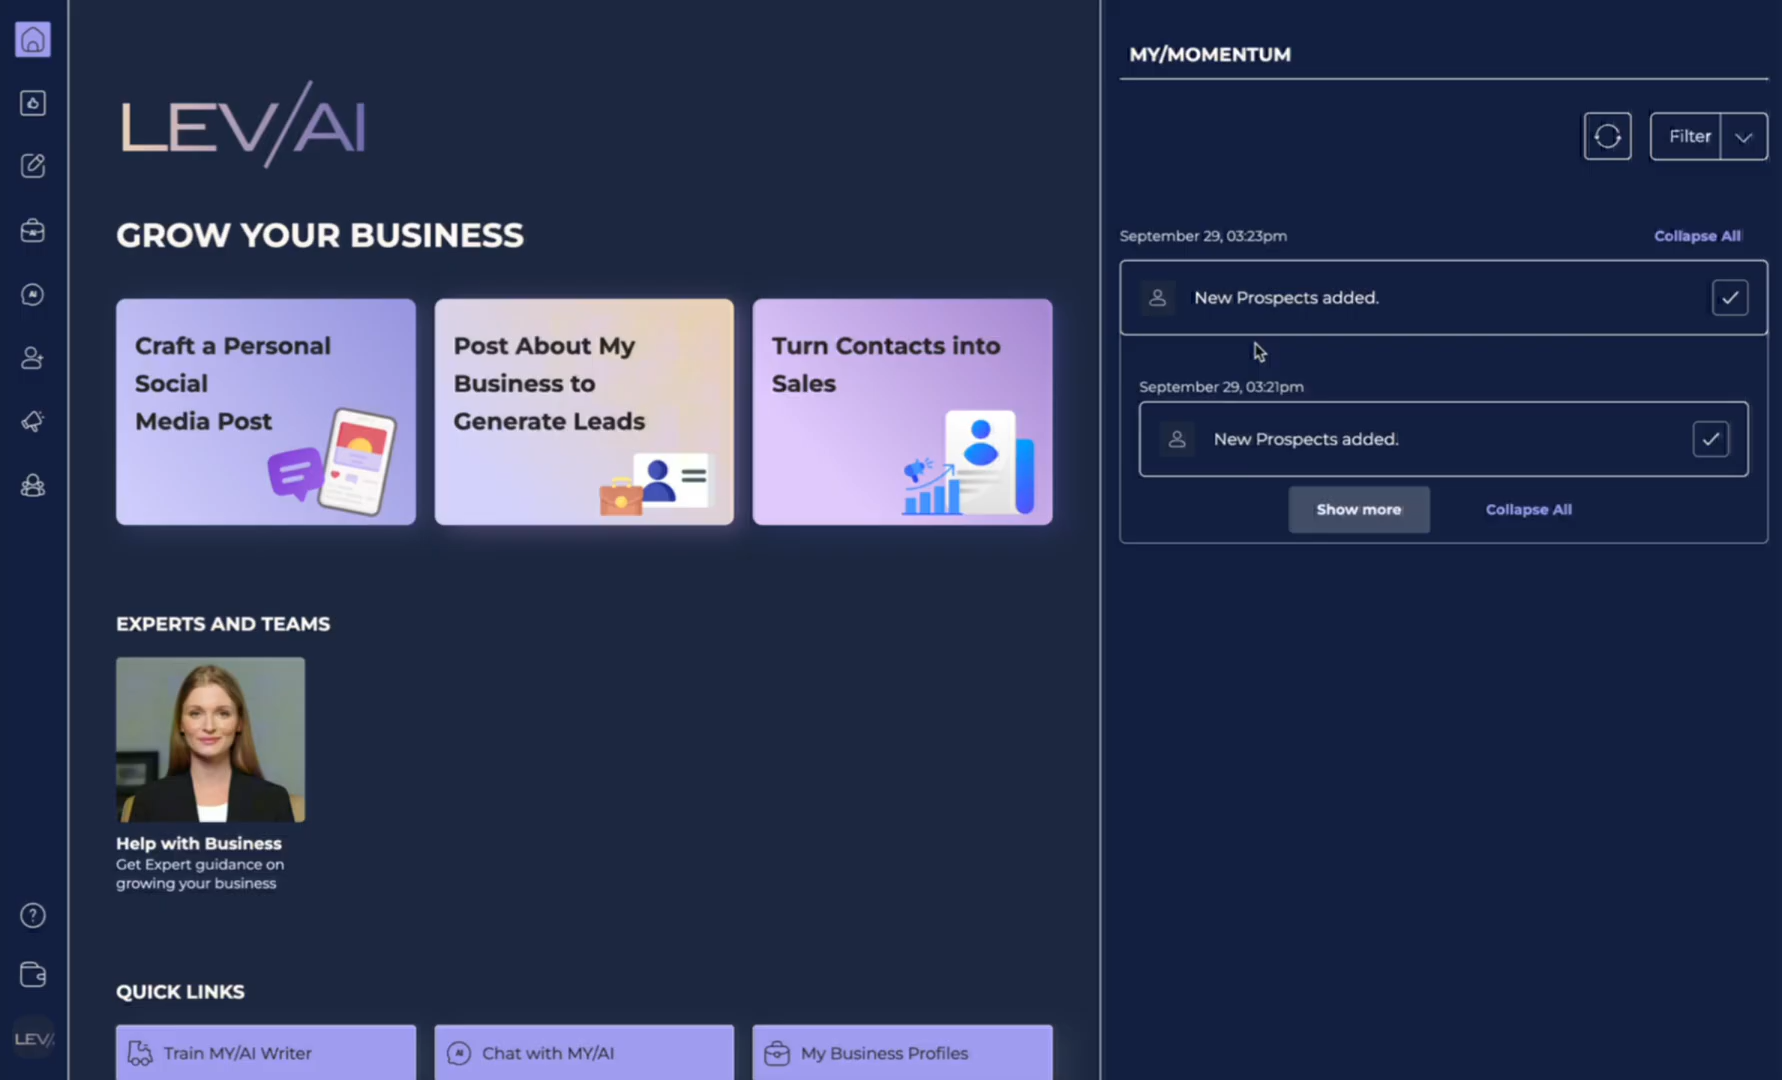 LEV/AI
GROW YOUR BUSINESS
Craft a Personal
Social
Media Post
Post About My
Business to
Generate Leads
Turn Contacts into
Sales
EXPERTS AND TEAMS
Help with Business
Get Expert guidance on
growing your business
QUICK LINKS
Train MY/AI Writer
AI
Chat with MY/AI
My Business Profiles
MY/MOMENTUM
Filter
September 29, 03:23pm
Collapse All
New Prospects added.
September 29, 03:21pm
New Prospects added.
Show more
Collapse All
AI
AI
?
LEV/